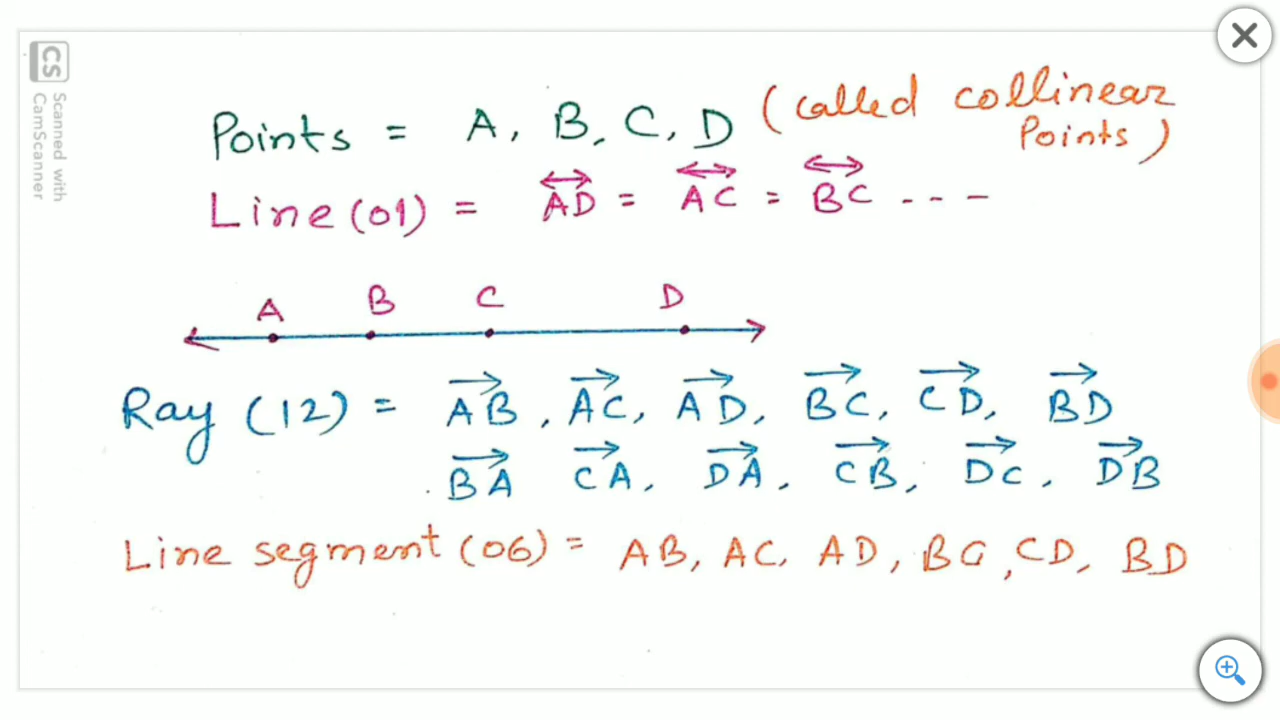 CS Scanned with CamScanner
Points = A, B, C, D (called collinear Points)
Line (01) = AD = AC = BC ---
A B C D
Ray (12) = AB, AC, AD, BC, CD, BD
BA CA, DA, CB, DC, DB
Line segment (06) = AB, AC, AD, BC, CD, BD